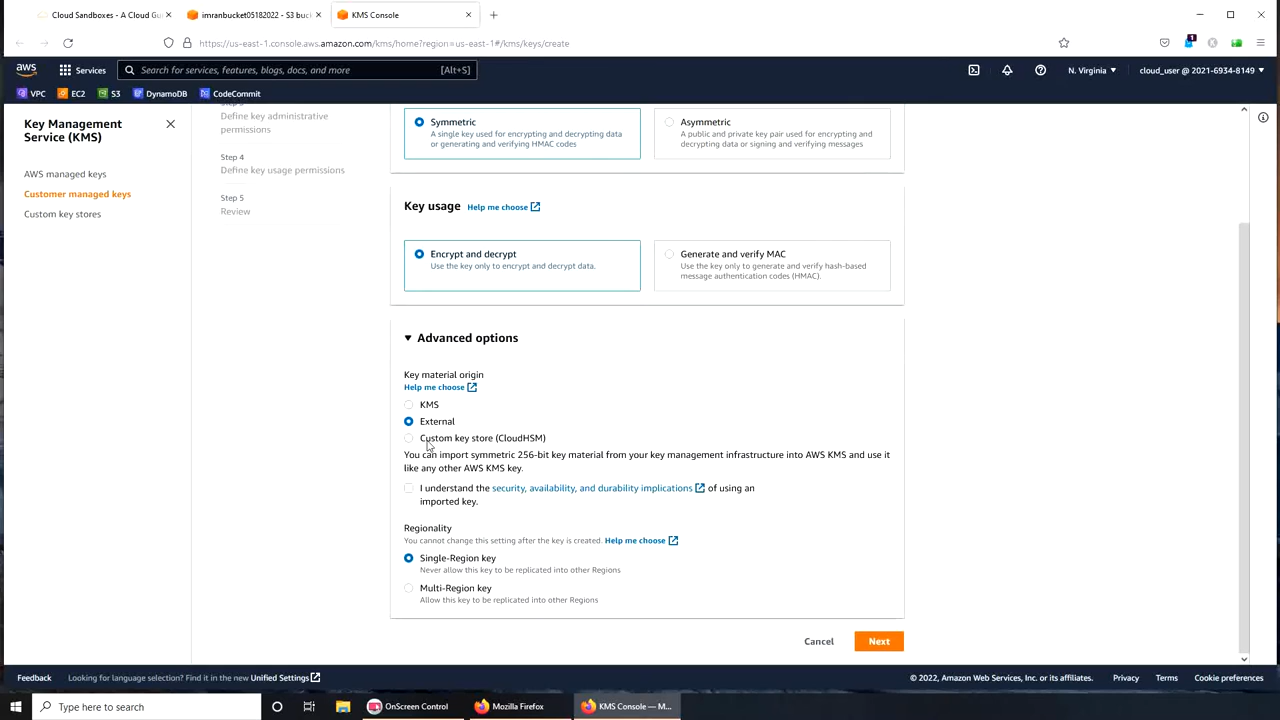 Cloud Sandboxes - A Cloud Gu
imranbucket05182022 - S3 buc
KMS Console
https://us-east-1.console.aws.amazon.com/kms/home?region=us-east-1#/kms/keys/create
1
aws
Services
Search for services, features, blogs, docs, and more
[Alt+S]
N. Virginia
cloud_user @ 2021-6934-8149
VPC
EC2
S3
DynamoDB
CodeCommit
Key Management
Service (KMS)
AWS managed keys
Customer managed keys
Custom key stores
Define key administrative
permissions
Step 4
Define key usage permissions
Step 5
Review
Symmetric
A single key used for encrypting and decrypting data
or generating and verifying HMAC codes
Asymmetric
A public and private key pair used for encrypting and
decrypting data or signing and verifying messages
Key usage
Help me choose
Encrypt and decrypt
Use the key only to encrypt and decrypt data.
Generate and verify MAC
Use the key only to generate and verify hash-based
message authentication codes (HMAC).
Advanced options
Key material origin
Help me choose
KMS
External
Custom key store (CloudHSM)
You can import symmetric 256-bit key material from your key management infrastructure into AWS KMS and use it
like any other AWS KMS key.
I understand the security, availability, and durability implications of using an
imported key.
Regionality
You cannot change this setting after the key is created. Help me choose
Single-Region key
Never allow this key to be replicated into other Regions
Multi-Region key
Allow this key to be replicated into other Regions
Cancel
Next
Feedback
Looking for language selection? Find it in the new Unified Settings
© 2022, Amazon Web Services, Inc. or its affiliates.
Privacy
Terms
Cookie preferences
Type here to search
OnScreen Control
Mozilla Firefox
KMS Console — M...